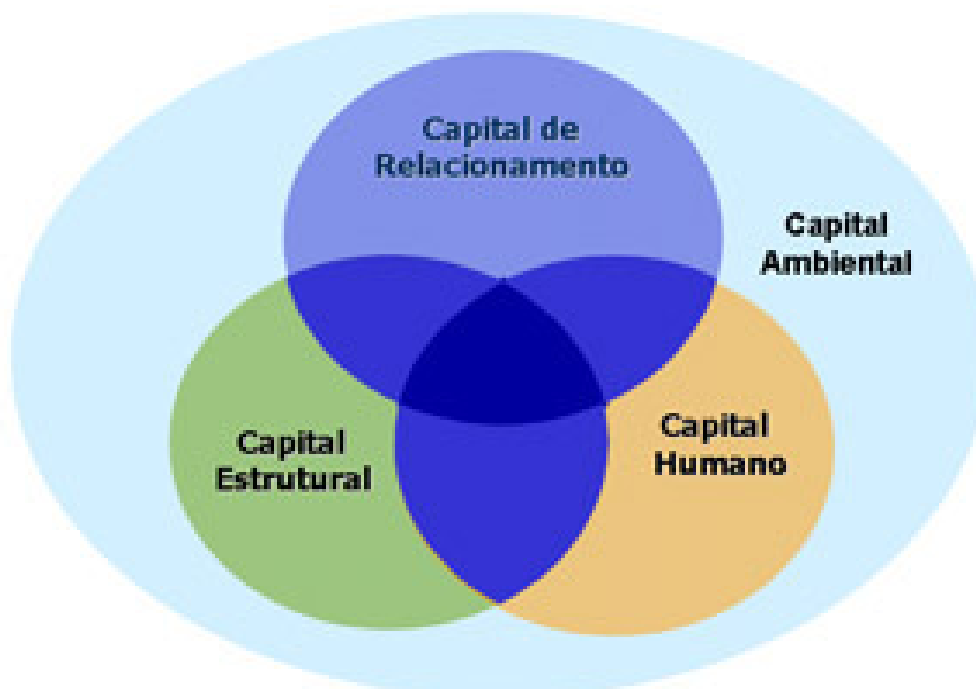 Capital de
Relacionamento
Capital
Ambiental
Capital
Estrutural
Capital
Humano